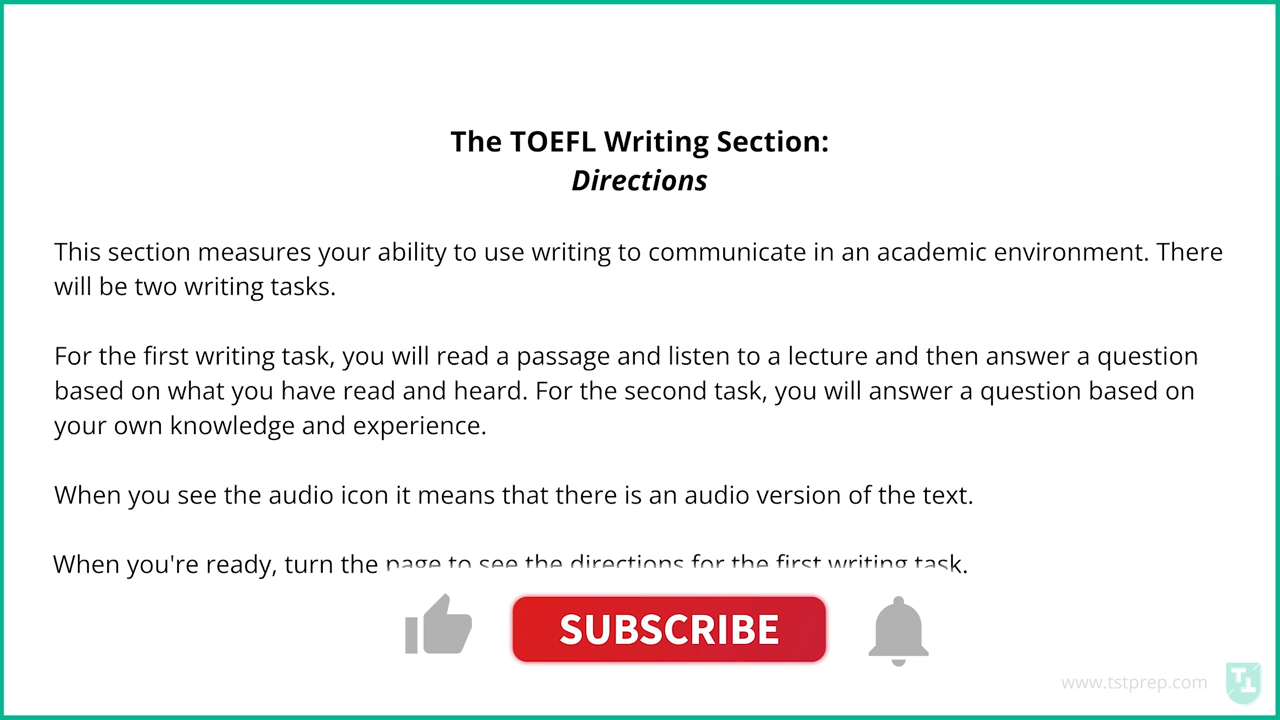 The TOEFL Writing Section:
Directions
This section measures your ability to use writing to communicate in an academic environment. There
will be two writing tasks.
For the first writing task, you will read a passage and listen to a lecture and then answer a question
based on what you have read and heard. For the second task, you will answer a question based on
your own knowledge and experience.
When you see the audio icon it means that there is an audio version of the text.
When you're ready, turn the page to see the directions for the first writing task.
SUBSCRIBE
www.tstprep.com